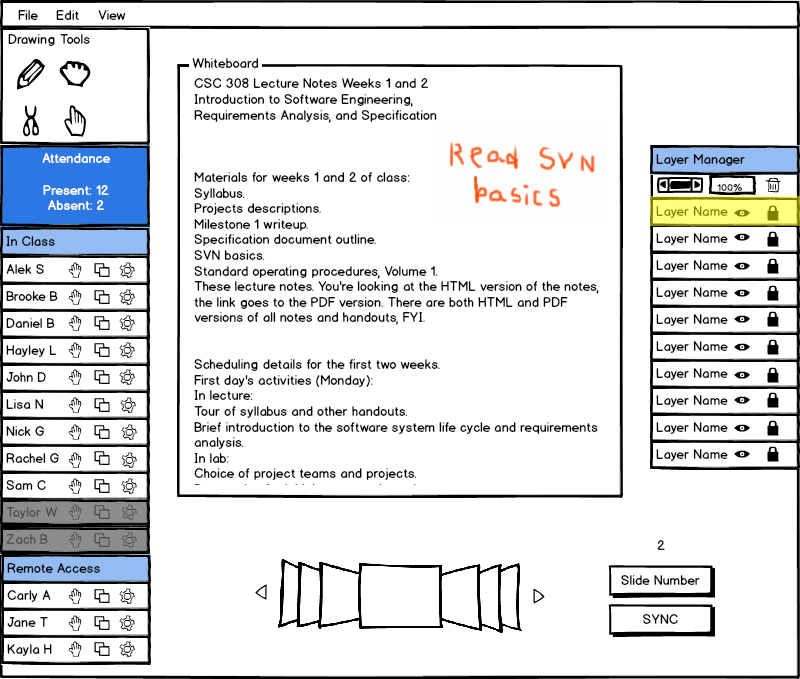 File Edit View
Drawing Tools
Attendance
Present: 12
Absent: 2
In Class
Alek S
Brooke B
Daniel B
Hayley L
John D
Lisa N
Nick G
Rachel G
Sam C
Taylor W
Zach B
Remote Access
Carly A
Jane T
Kayla H
Whiteboard
CSC 308 Lecture Notes Weeks 1 and 2
Introduction to Software Engineering,
Requirements Analysis, and Specification
Read SVN
basics
Materials for weeks 1 and 2 of class:
Syllabus.
Projects descriptions.
Milestone 1 writeup.
Specification document outline.
SVN basics.
Standard operating procedures, Volume 1.
These lecture notes. You're looking at the HTML version of the notes,
the link goes to the PDF version. There are both HTML and PDF
versions of all notes and handouts, FYI.
Scheduling details for the first two weeks.
First day's activities (Monday):
In lecture:
Tour of syllabus and other handouts.
Brief introduction to the software system life cycle and requirements
analysis.
In lab:
Choice of project teams and projects.
2
Slide Number
SYNC
Layer Manager
100%
Layer Name
Layer Name
Layer Name
Layer Name
Layer Name
Layer Name
Layer Name
Layer Name
Layer Name
Layer Name